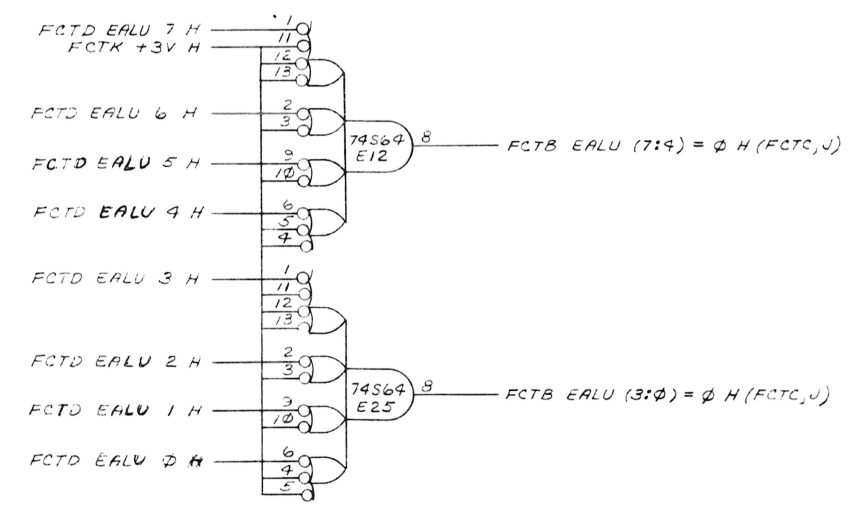 FCTD EALU 7 H
1
FCTK +3V H
11
12
13
FCTD EALU 6 H
2
3
74S64
E12
8
FCTB EALU (7:4) = Ø H (FCTC, J)
FCTD EALU 5 H
9
1Ø
FCTD EALU 4 H
6
5
4
FCTD EALU 3 H
1
11
12
13
FCTD EALU 2 H
2
3
74S64
E25
8
FCTB EALU (3:Ø) = Ø H (FCTC, J)
FCTD EALU 1 H
9
1Ø
FCTD EALU Ø H
6
4
5